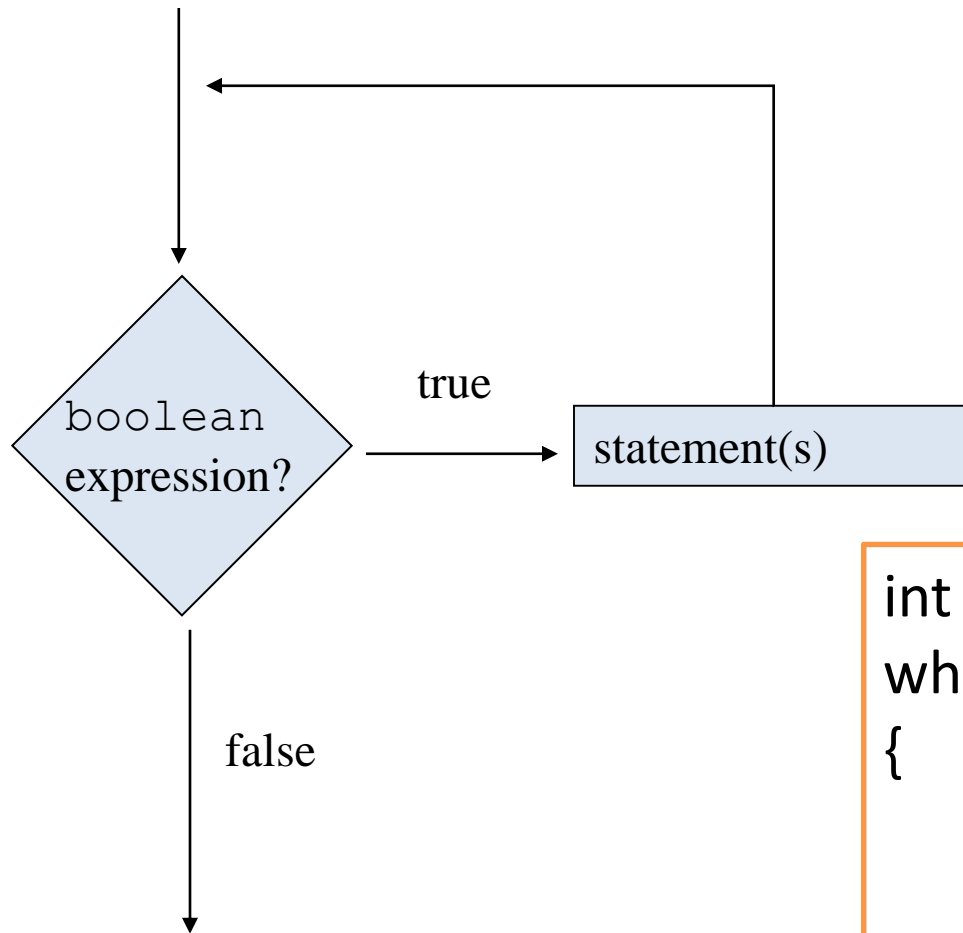 true
boolean
expression?
statement(s)
false
int
wh
{